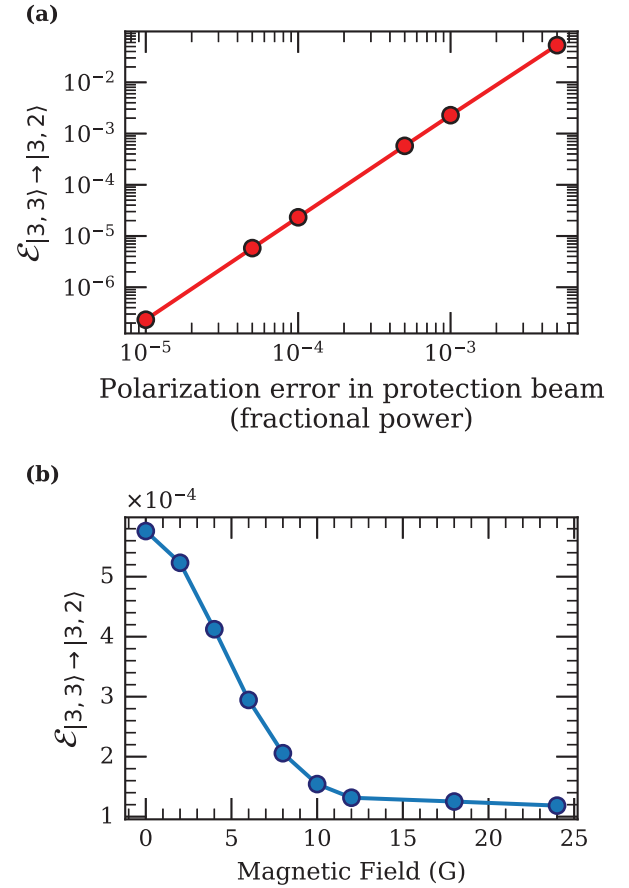 (a)
10⁻²
10⁻³
10⁻⁴
10⁻⁵
10⁻⁶
ℰ|3, 3⟩ → |3, 2⟩
10⁻⁵ 10⁻⁴ 10⁻³
Polarization error in protection beam
(fractional power)
(b)
×10⁻⁴
5
4
3
2
1
ℰ|3, 3⟩ → |3, 2⟩
0 5 10 15 20 25
Magnetic Field (G)